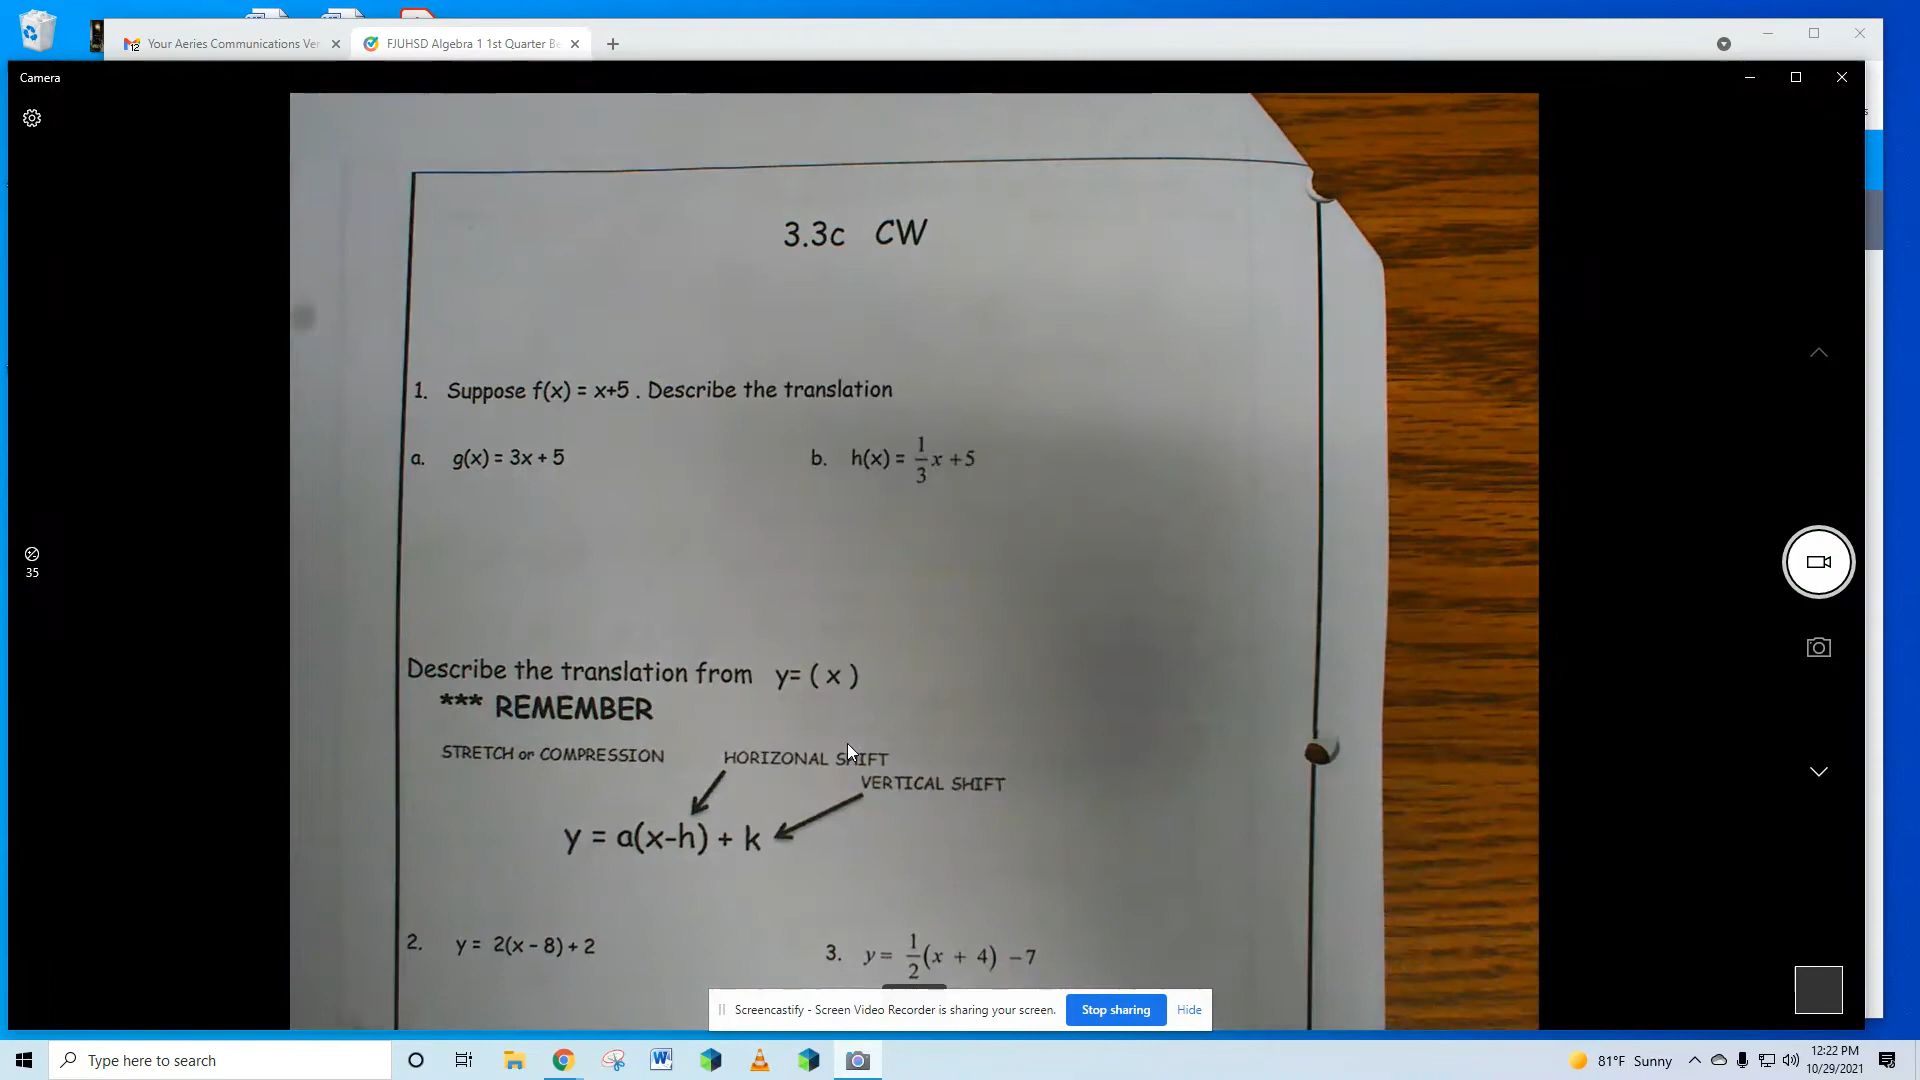 Your Aeries Communications Ver
FJUHSD Algebra 1 1st Quarter Be
Camera
3.3c CW
1. Suppose f(x) = x+5 . Describe the translation
a. g(x) = 3x + 5
b. h(x) = 1/3 x + 5
35
Describe the translation from y= ( x )
*** REMEMBER
STRETCH or COMPRESSION
HORIZONAL SHIFT
VERTICAL SHIFT
y = a(x-h) + k
2. y = 2(x - 8) + 2
3. y = 1/2 (x + 4) - 7
Screencastify - Screen Video Recorder is sharing your screen.
Stop sharing
Hide
Type here to search
81°F Sunny
12:22 PM
10/29/2021